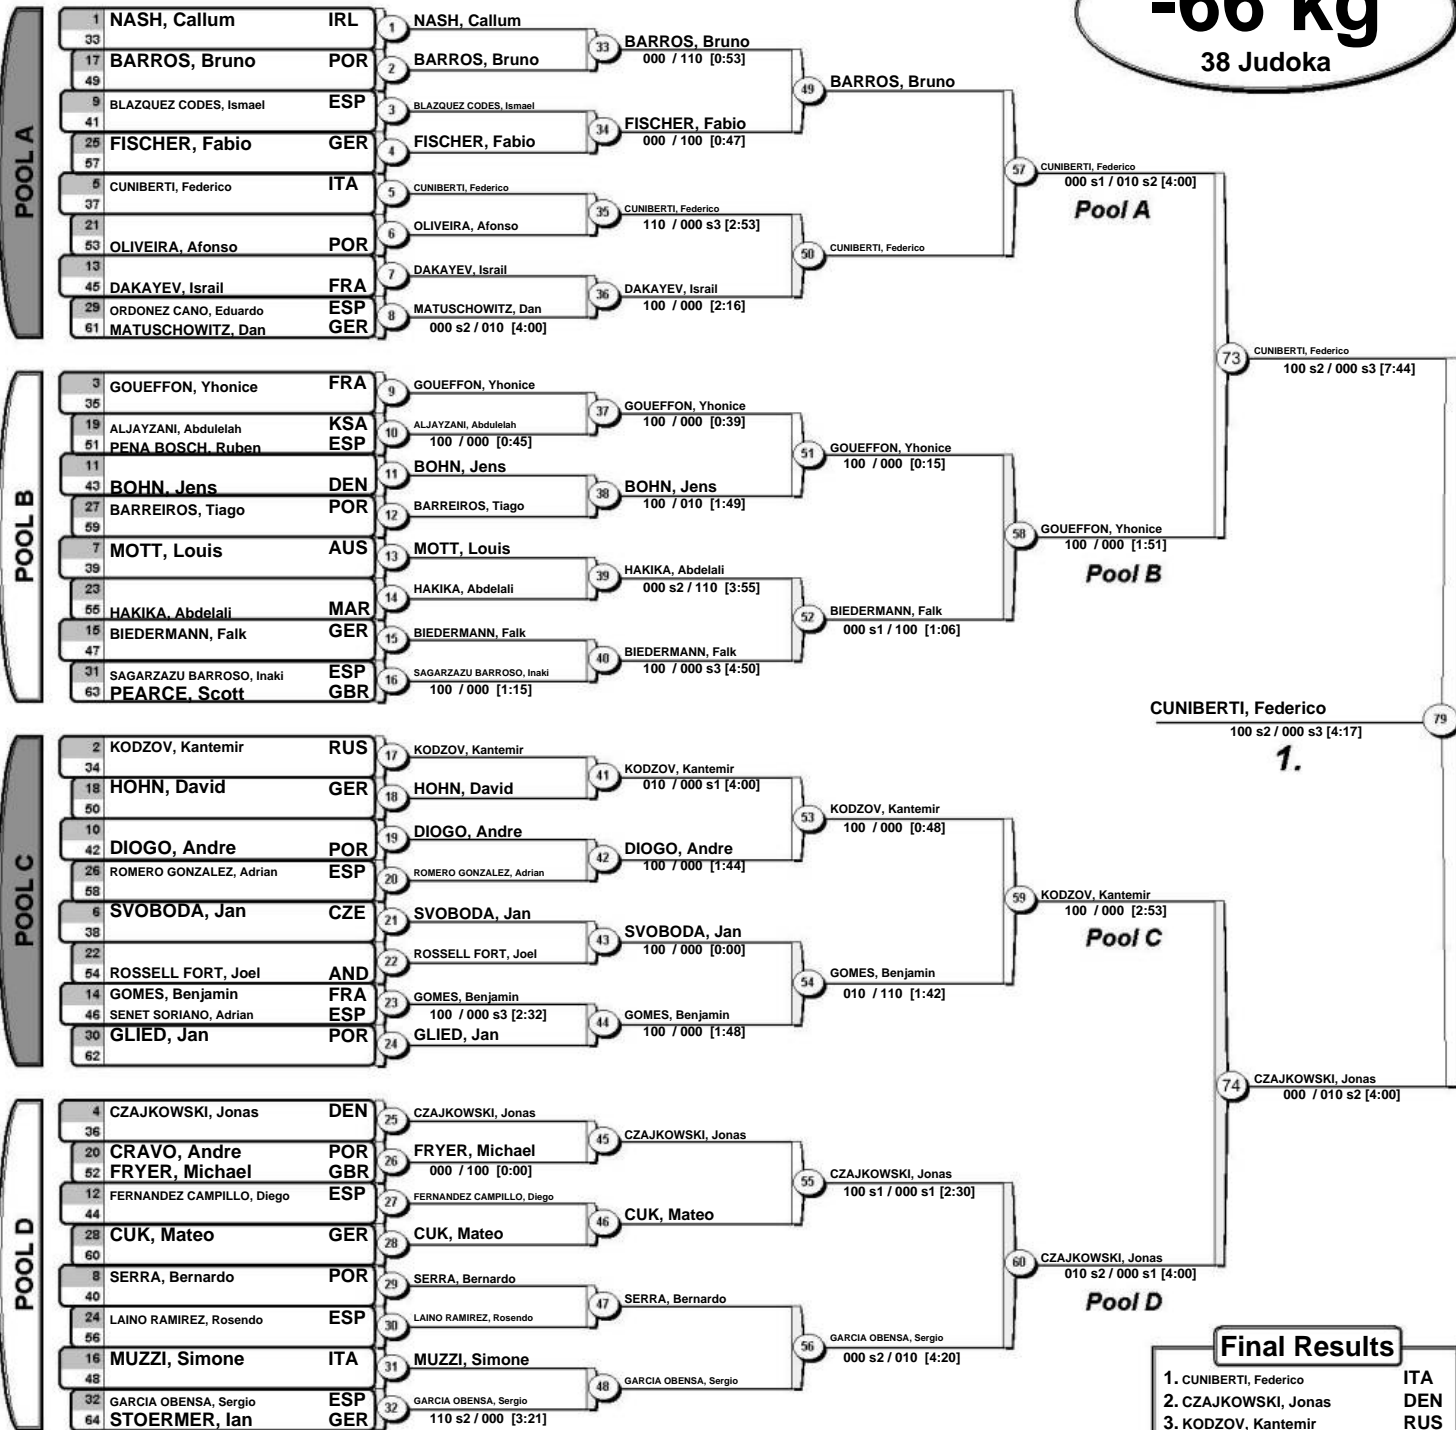 -66 kg
38 Judoka
POOL A
1 NASH, Callum IRL
33
17 BARROS, Bruno POR
49
9 BLAZQUEZ CODES, Ismael ESP
41
25 FISCHER, Fabio GER
57
5 CUNIBERTI, Federico ITA
37
21
53 OLIVEIRA, Afonso POR
13
45 DAKAYEV, Israil FRA
29 ORDONEZ CANO, Eduardo ESP
61 MATUSCHOWITZ, Dan GER
1 NASH, Callum
2 BARROS, Bruno
3 BLAZQUEZ CODES, Ismael
4 FISCHER, Fabio
5 CUNIBERTI, Federico
6 OLIVEIRA, Afonso
7 DAKAYEV, Israil
8 MATUSCHOWITZ, Dan
000 s2 / 010 [4:00]
33 BARROS, Bruno
000 / 110 [0:53]
34 FISCHER, Fabio
000 / 100 [0:47]
35 CUNIBERTI, Federico
110 / 000 s3 [2:53]
36 DAKAYEV, Israil
100 / 000 [2:16]
49 BARROS, Bruno
50 CUNIBERTI, Federico
57 CUNIBERTI, Federico
000 s1 / 010 s2 [4:00]
Pool A
POOL B
3 GOUEFFON, Yhonice FRA
35
19 ALJAYZANI, Abdulelah KSA
51 PENA BOSCH, Ruben ESP
11
43 BOHN, Jens DEN
27 BARREIROS, Tiago POR
59
7 MOTT, Louis AUS
39
23
55 HAKIKA, Abdelali MAR
15 BIEDERMANN, Falk GER
47
31 SAGARZAZU BARROSO, Inaki ESP
63 PEARCE, Scott GBR
9 GOUEFFON, Yhonice
10 ALJAYZANI, Abdulelah
100 / 000 [0:45]
11 BOHN, Jens
12 BARREIROS, Tiago
13 MOTT, Louis
14 HAKIKA, Abdelali
15 BIEDERMANN, Falk
16 SAGARZAZU BARROSO, Inaki
100 / 000 [1:15]
37 GOUEFFON, Yhonice
100 / 000 [0:39]
38 BOHN, Jens
100 / 010 [1:49]
39 HAKIKA, Abdelali
000 s2 / 110 [3:55]
40 BIEDERMANN, Falk
100 / 000 s3 [4:50]
51 GOUEFFON, Yhonice
100 / 000 [0:15]
52 BIEDERMANN, Falk
000 s1 / 100 [1:06]
58 GOUEFFON, Yhonice
100 / 000 [1:51]
Pool B
73 CUNIBERTI, Federico
100 s2 / 000 s3 [7:44]
CUNIBERTI, Federico 79
100 s2 / 000 s3 [4:17]
1.
POOL C
2 KODZOV, Kantemir RUS
34
18 HOHN, David GER
50
10
42 DIOGO, Andre POR
26 ROMERO GONZALEZ, Adrian ESP
58
6 SVOBODA, Jan CZE
38
22
54 ROSSELL FORT, Joel AND
14 GOMES, Benjamin FRA
46 SENET SORIANO, Adrian ESP
30 GLIED, Jan POR
62
17 KODZOV, Kantemir
18 HOHN, David
19 DIOGO, Andre
20 ROMERO GONZALEZ, Adrian
21 SVOBODA, Jan
22 ROSSELL FORT, Joel
23 GOMES, Benjamin
100 / 000 s3 [2:32]
24 GLIED, Jan
41 KODZOV, Kantemir
010 / 000 s1 [4:00]
42 DIOGO, Andre
100 / 000 [1:44]
43 SVOBODA, Jan
100 / 000 [0:00]
44 GOMES, Benjamin
100 / 000 [1:48]
53 KODZOV, Kantemir
100 / 000 [0:48]
54 GOMES, Benjamin
010 / 110 [1:42]
59 KODZOV, Kantemir
100 / 000 [2:53]
Pool C
POOL D
4 CZAJKOWSKI, Jonas DEN
36
20 CRAVO, Andre POR
52 FRYER, Michael GBR
12 FERNANDEZ CAMPILLO, Diego ESP
44
28 CUK, Mateo GER
60
8 SERRA, Bernardo POR
40
24 LAINO RAMIREZ, Rosendo ESP
56
16 MUZZI, Simone ITA
48
32 GARCIA OBENSA, Sergio ESP
64 STOERMER, Ian GER
25 CZAJKOWSKI, Jonas
26 FRYER, Michael
000 / 100 [0:00]
27 FERNANDEZ CAMPILLO, Diego
28 CUK, Mateo
29 SERRA, Bernardo
30 LAINO RAMIREZ, Rosendo
31 MUZZI, Simone
32 GARCIA OBENSA, Sergio
110 s2 / 000 [3:21]
45 CZAJKOWSKI, Jonas
46 CUK, Mateo
47 SERRA, Bernardo
48 GARCIA OBENSA, Sergio
55 CZAJKOWSKI, Jonas
100 s1 / 000 s1 [2:30]
56 GARCIA OBENSA, Sergio
000 s2 / 010 [4:20]
60 CZAJKOWSKI, Jonas
010 s2 / 000 s1 [4:00]
Pool D
74 CZAJKOWSKI, Jonas
000 / 010 s2 [4:00]
Final Results
1. CUNIBERTI, Federico ITA
2. CZAJKOWSKI, Jonas DEN
3. KODZOV, Kantemir RUS